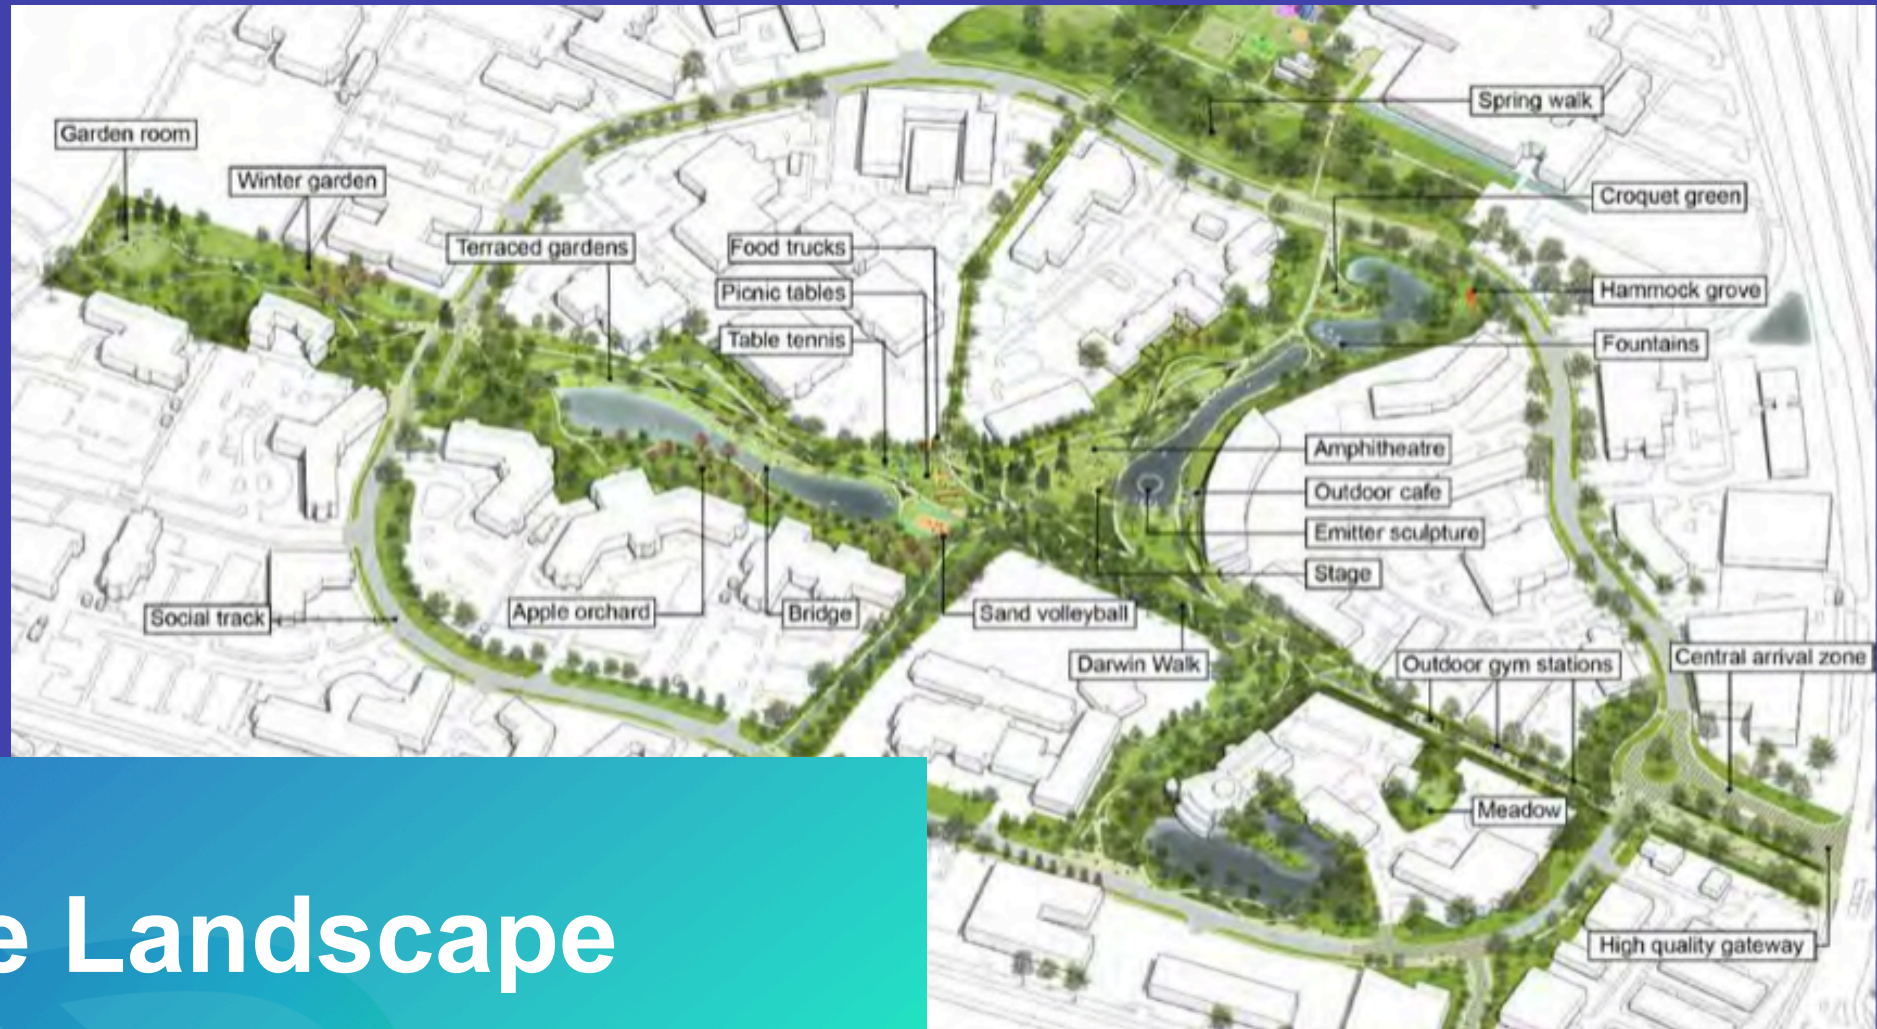 Spring walk
Garden room
Winter garden
Croquet green
Terraced gardens
Food trucks
Picnic tables
Hammock grove
Table tennis
Fountains
Amphitheatre
Outdoor cafe
Emitter sculpture
Stage
Social track
Apple orchard
Bridge
Sand volleyball
Darwin Walk
Outdoor gym stations
Central arrival zone
Meadow
High quality gateway
e Landscape